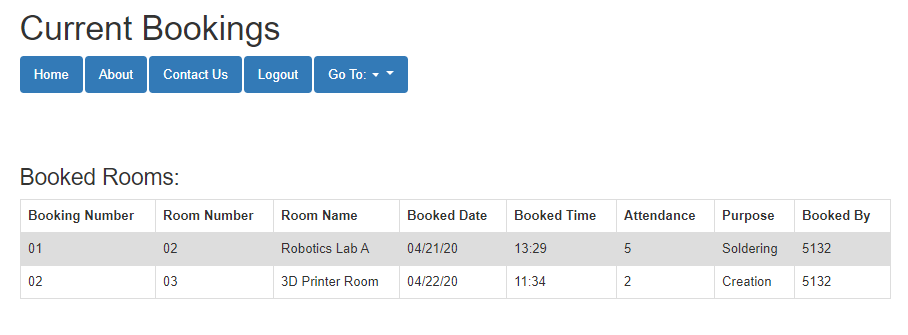 Current Bookings
Home About Contact Us Logout Go To:
Booked Rooms:
Booking Number Room Number Room Name Booked Date Booked Time Attendance Purpose Booked By
01 02 Robotics Lab A 04/21/20 13:29 5 Soldering 5132
02 03 3D Printer Room 04/22/20 11:34 2 Creation 5132